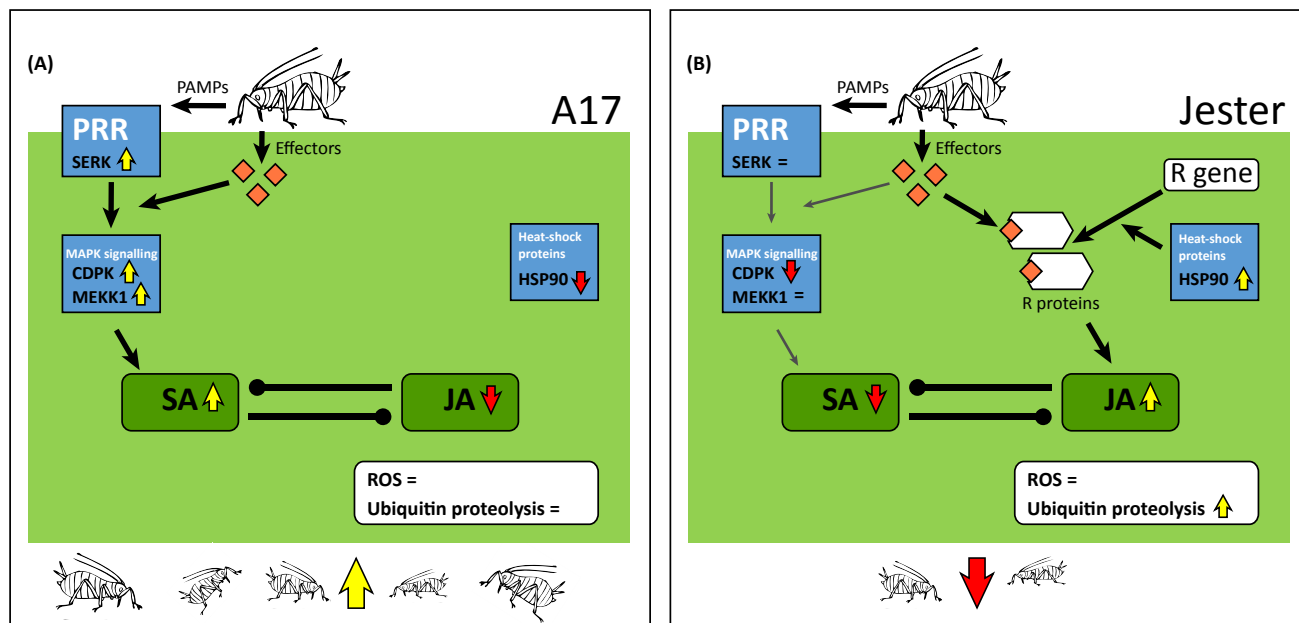 (A)
PAMPs
A17
PRR
SERK
Effectors
MAPK signalling
CDPK
MEKK1
Heat-shock
proteins
HSP90
SA
JA
ROS =
Ubiquitin proteolysis =
(B)
PAMPs
Jester
PRR
SERK =
Effectors
R gene
MAPK signalling
CDPK
MEKK1 =
Heat-shock
proteins
HSP90
R proteins
SA
JA
ROS =
Ubiquitin proteolysis